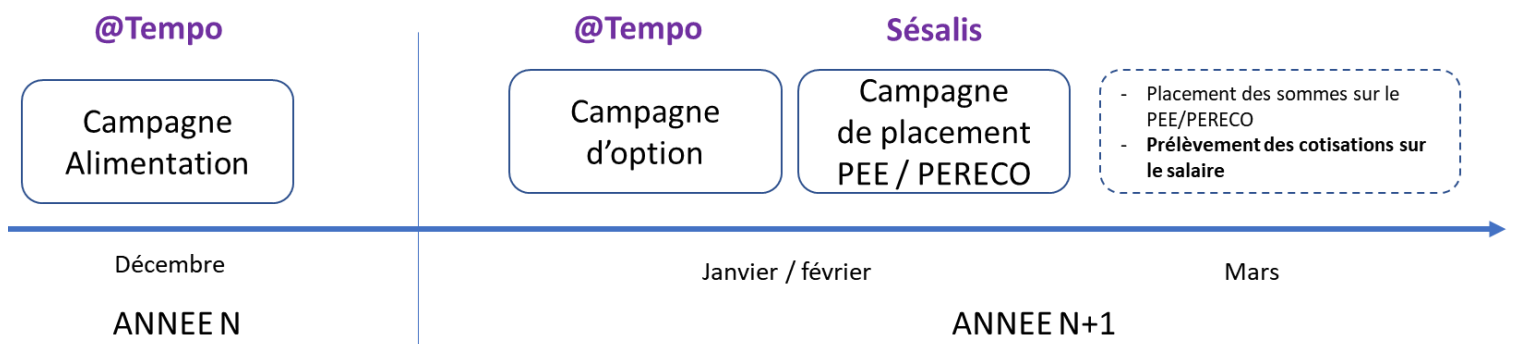 @Tempo
Campagne
Alimentation
@Tempo
Campagne
d’option
Sésalis
Campagne
de placement
PEE / PERECO
- Placement des sommes sur le
PEE/PERECO
- Prélèvement des cotisations sur
le salaire
Décembre
Janvier / février
Mars
ANNEE N
ANNEE N+1